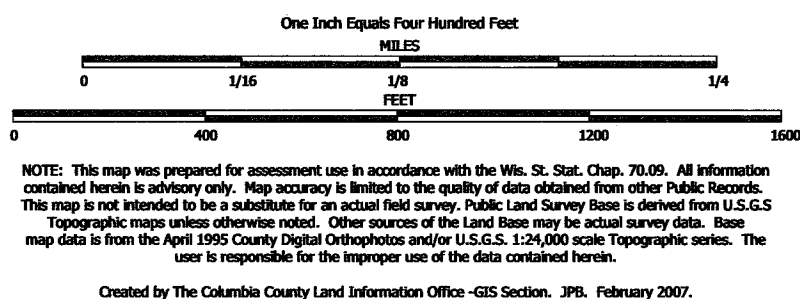 One Inch Equals Four Hundred Feet
MILES
0 1/16 1/8 1/4
FEET
0 400 800 1200 1600
NOTE: This map was prepared for assessment use in accordance with the Wis. St. Stat. Chap. 70.09. All information
contained herein is advisory only. Map accuracy is limited to the quality of data obtained from other Public Records.
This map is not intended to be a substitute for an actual field survey. Public Land Survey Base is derived from U.S.G.S
Topographic maps unless otherwise noted. Other sources of the Land Base may be actual survey data. Base
map data is from the April 1995 County Digital Orthophotos and/or U.S.G.S. 1:24,000 scale Topographic series. The
user is responsible for the improper use of the data contained herein.
Created by The Columbia County Land Information Office -GIS Section. JPB. February 2007.